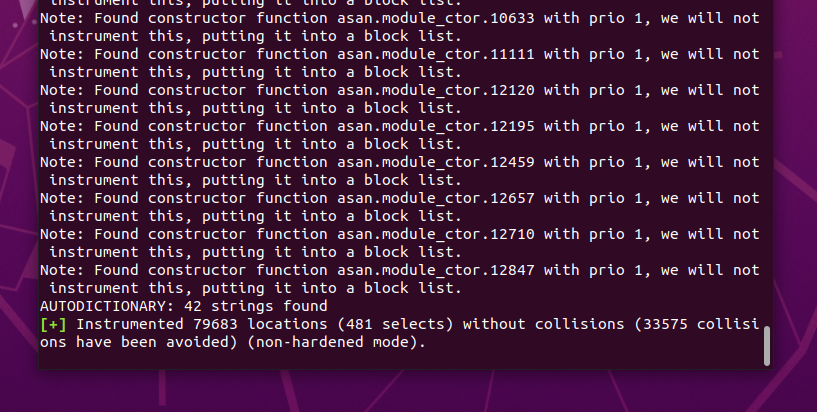 instrument this, putting it into a block list.
Note: Found constructor function asan.module_ctor.10633 with prio 1, we will not
 instrument this, putting it into a block list.
Note: Found constructor function asan.module_ctor.11111 with prio 1, we will not
 instrument this, putting it into a block list.
Note: Found constructor function asan.module_ctor.12120 with prio 1, we will not
 instrument this, putting it into a block list.
Note: Found constructor function asan.module_ctor.12195 with prio 1, we will not
 instrument this, putting it into a block list.
Note: Found constructor function asan.module_ctor.12459 with prio 1, we will not
 instrument this, putting it into a block list.
Note: Found constructor function asan.module_ctor.12657 with prio 1, we will not
 instrument this, putting it into a block list.
Note: Found constructor function asan.module_ctor.12710 with prio 1, we will not
 instrument this, putting it into a block list.
Note: Found constructor function asan.module_ctor.12847 with prio 1, we will not
 instrument this, putting it into a block list.
AUTODICTIONARY: 42 strings found
[+] Instrumented 79683 locations (481 selects) without collisions (33575 collisi
ons have been avoided) (non-hardened mode).